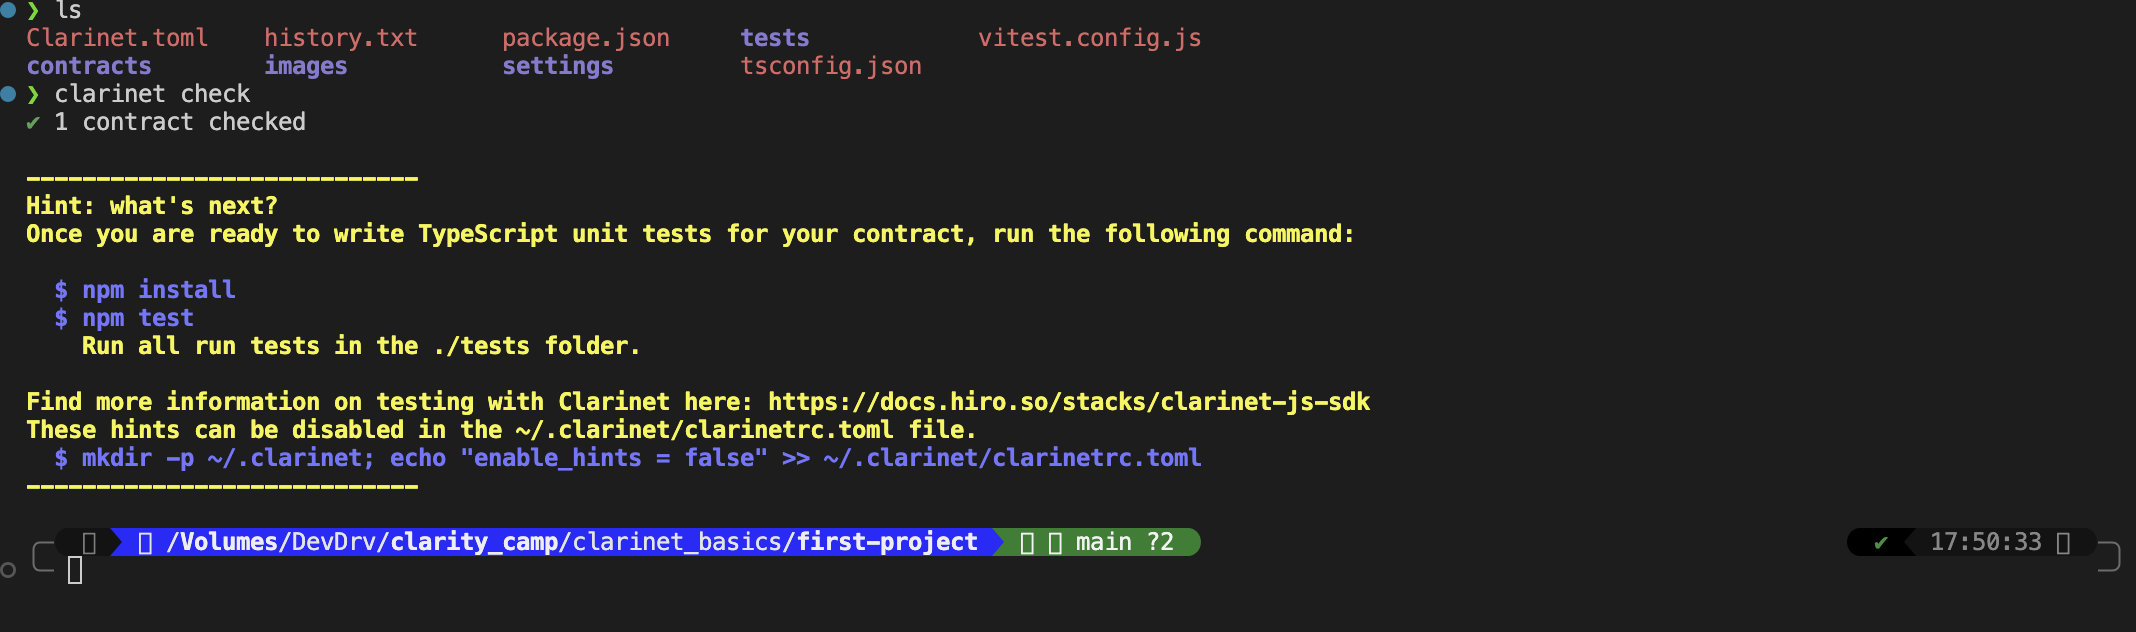 ❯ ls
Clarinet.toml history.txt package.json tests vitest.config.js
contracts images settings tsconfig.json
❯ clarinet check
✔ 1 contract checked
----------------------------
Hint: what's next?
Once you are ready to write TypeScript unit tests for your contract, run the following command:
$ npm install
$ npm test
Run all run tests in the ./tests folder.
Find more information on testing with Clarinet here: https://docs.hiro.so/stacks/clarinet-js-sdk
These hints can be disabled in the ~/.clarinet/clarinetrc.toml file.
$ mkdir -p ~/.clarinet; echo "enable_hints = false" >> ~/.clarinet/clarinetrc.toml
----------------------------
/Volumes/DevDrv/clarity_camp/clarinet_basics/first-project main ?2 ✔ 17:50:33